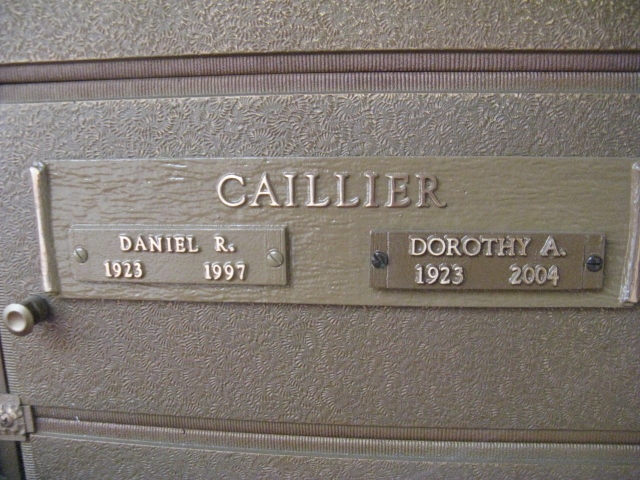 CAILLIER
DANIEL R.
1923 1997
DOROTHY A.
1923 2004